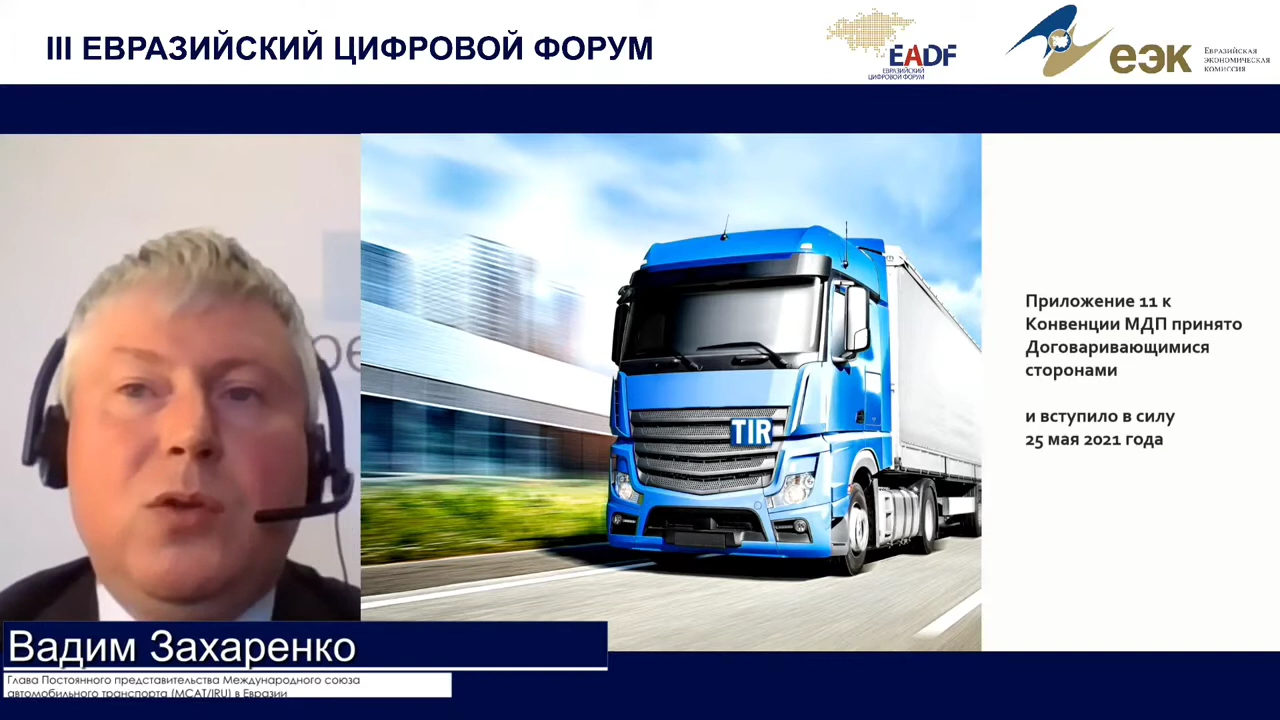 III ЕВРАЗИЙСКИЙ ЦИФРОВОЙ ФОРУМ
EADF
ЕВРАЗИЙСКИЙ
ЦИФРОВОЙ ФОРУМ
еэк
ЕВРАЗИЙСКАЯ
ЭКОНОМИЧЕСКАЯ
КОМИССИЯ
TIR
Приложение 11 к
Конвенции МДП принято
Договаривающимися
сторонами
и вступило в силу
25 мая 2021 года
Вадим Захаренко
Глава Постоянного представительства Международного союза
автомобильного транспорта (МСАТ/IRU) в Евразии